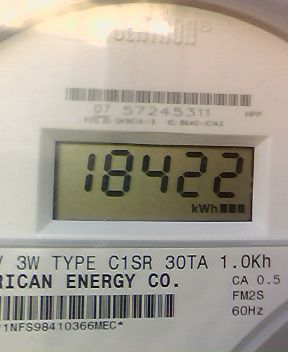 07 57245311 HPP
18422
kWh
V 3W TYPE C1SR 30TA 1.0Kh
RICAN ENERGY CO.
CA 0.5
FM2S
60Hz
1NFS98410366MEC*